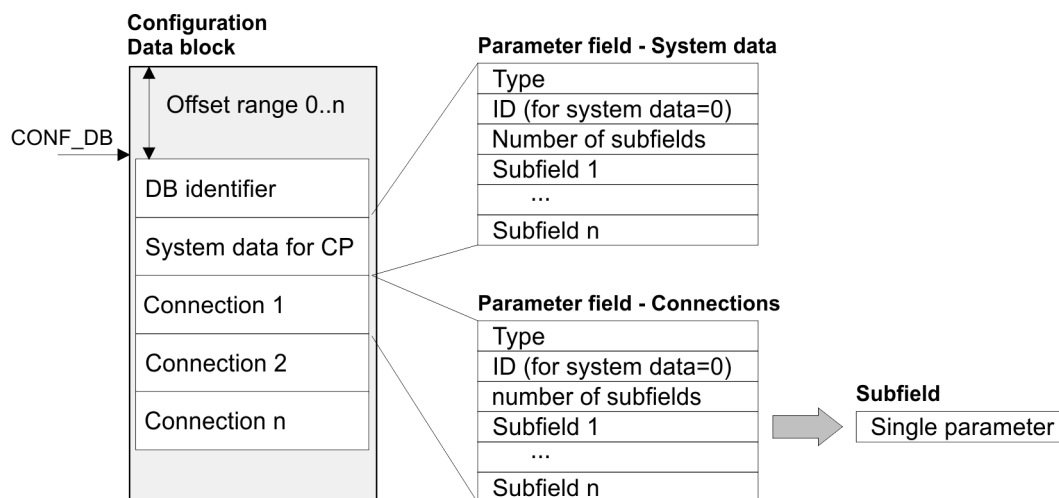 Configuration
Data block
Offset range 0..n
CONF_DB
DB identifier
System data for CP
Connection 1
Connection 2
Connection n
Parameter field - System data
Type
ID (for system data=0)
Number of subfields
Subfield 1
...
Subfield n
Parameter field - Connections
Type
ID (for system data=0)
number of subfields
Subfield 1
...
Subfield n
Subfield
Single parameter